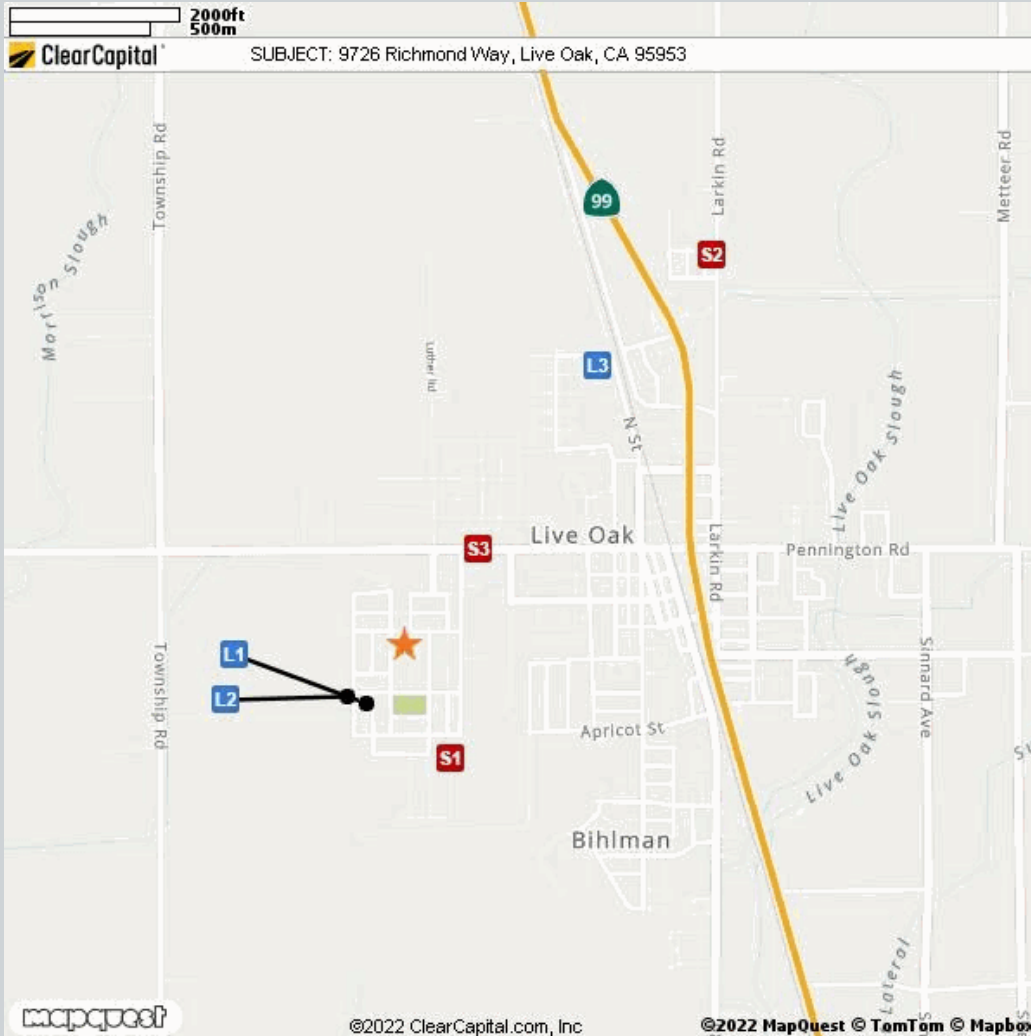 2000ft
500m
ClearCapital
SUBJECT: 9726 Richmond Way, Live Oak, CA 95953
Township Rd
Larkin Rd
Metteer Rd
99
Morrison Slough
S2
Luther Rd
L3
N St
Live Oak Slough
Live Oak
S3
Larkin Rd
Pennington Rd
L1
L2
Township Rd
Sinnard Ave
Live Oak Slough
Apricot St
S1
Bihlman
Lateral
mapquest
©2022 ClearCapital.com, Inc
©2022 MapQuest © TomTom © Mapbo